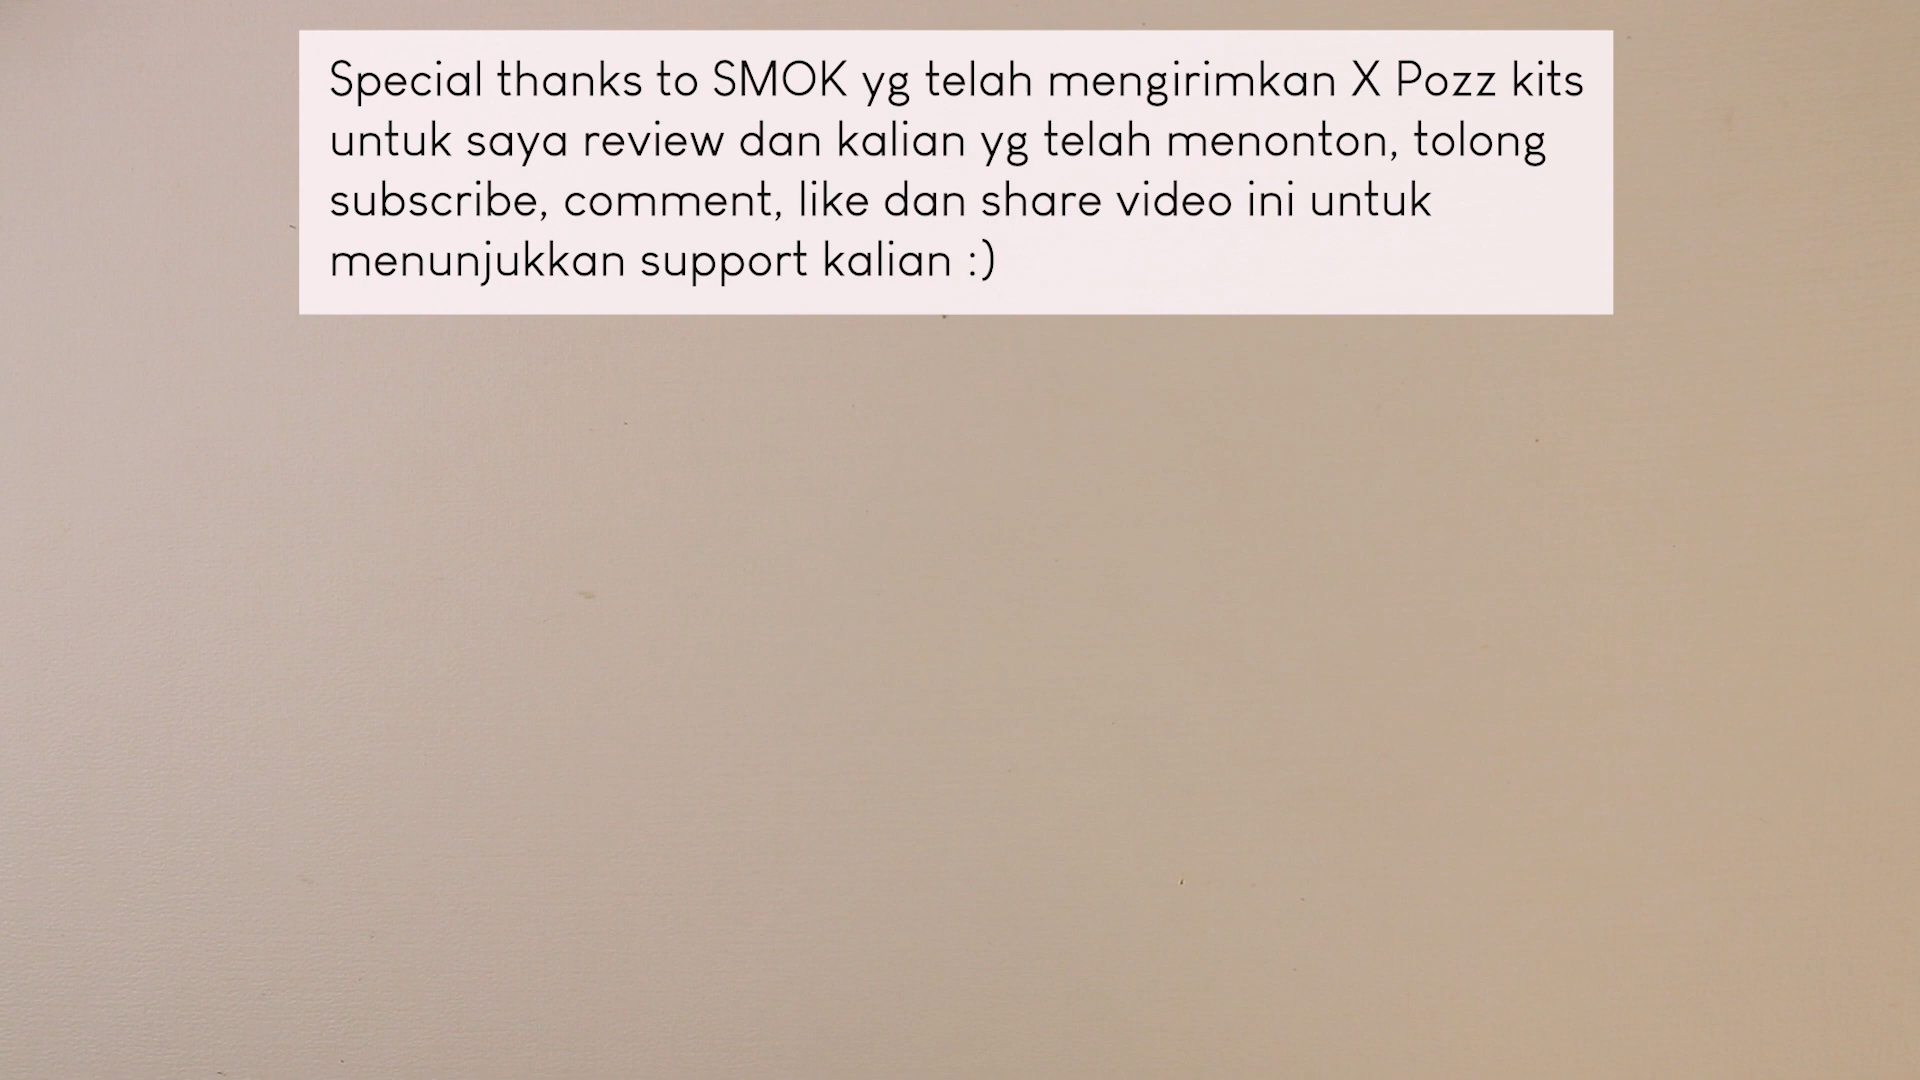 Special thanks to SMOK yg telah mengirimkan X Pozz kits
untuk saya review dan kalian yg telah menonton, tolong
subscribe, comment, like dan share video ini untuk
menunjukkan support kalian :)